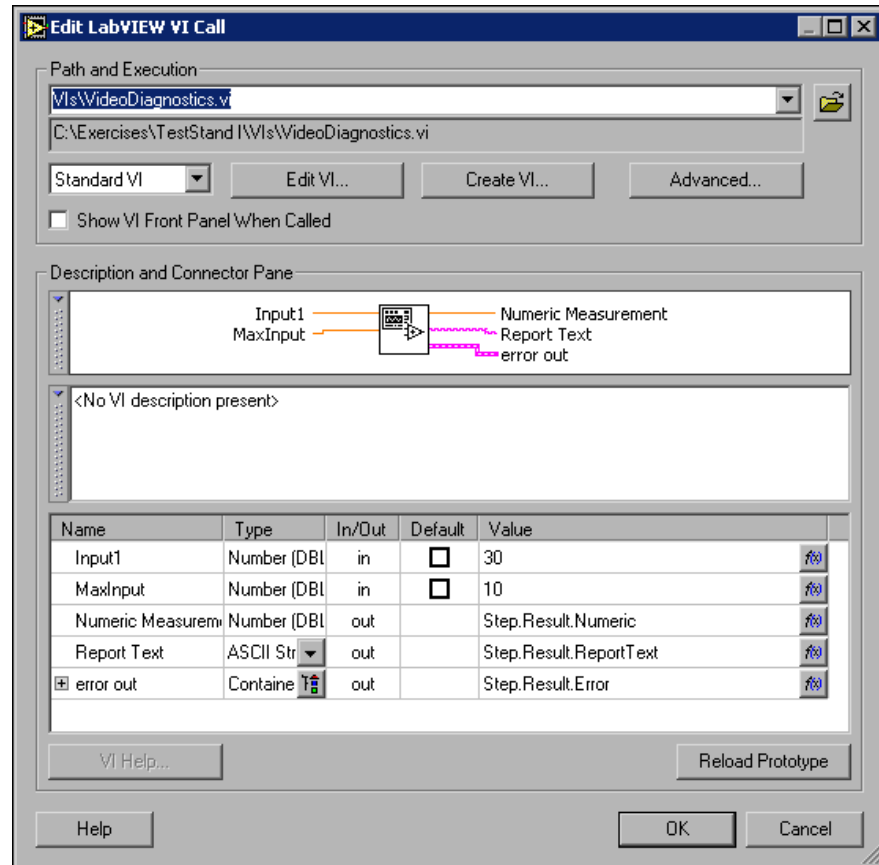 Edit LabVIEW VI Call
Path and Execution
VIs\VideoDiagnostics.vi
C:\Exercises\TestStand I\VIs\VideoDiagnostics.vi
Standard VI Edit VI... Create VI... Advanced...
Show VI Front Panel When Called
Description and Connector Pane
Input1 Numeric Measurement
MaxInput Report Text
error out
<No VI description present>
Name Type In/Out Default Value
Input1 Number (DBL in 30 f(x)
MaxInput Number (DBL in 10 f(x)
Numeric Measurem Number (DBL out Step.Result.Numeric f(x)
Report Text ASCII Str out Step.Result.ReportText f(x)
error out Containe out Step.Result.Error f(x)
VI Help... Reload Prototype
Help OK Cancel